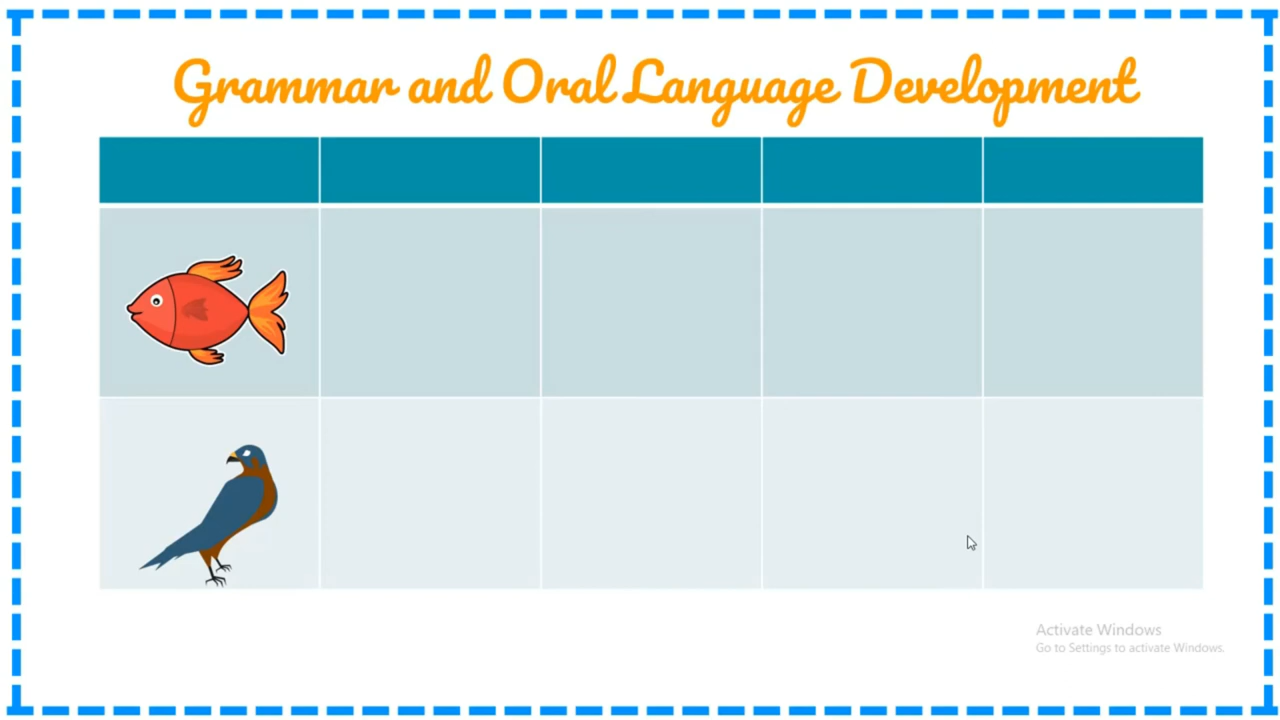 Grammar and Oral Language Development
Activate Windows
Go to Settings to activate Windows.